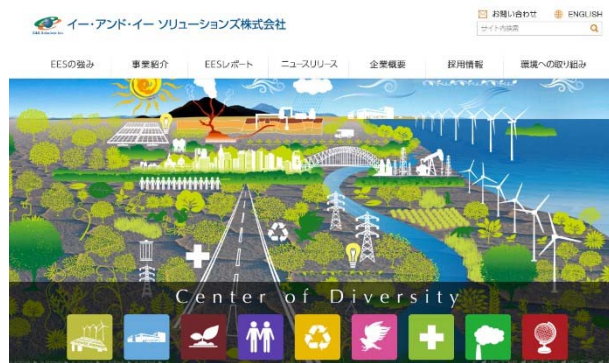 イー・アンド・イー ソリューションズ株式会社
お問い合わせ
ENGLISH
サイト内検索
EESの強み
事業紹介
EESレポート
ニュースリリース
企業概要
採用情報
環境への取り組み
Center of Diversity